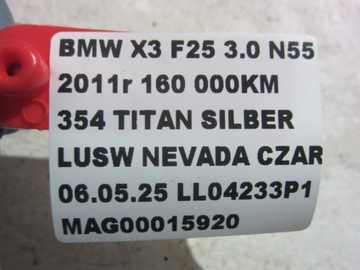 BMW X3 F25 3.0 N55
2011r 160 000KM
354 TITAN SILBER
LUSW NEVADA CZAR
06.05.25 LL04233P1
MAG00015920